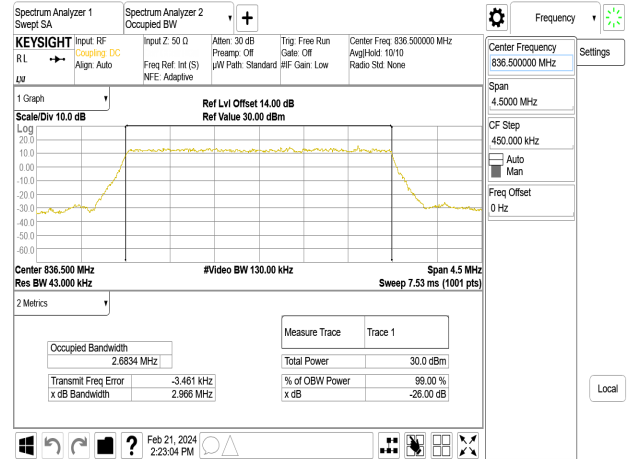 Spectrum Analyzer 1
Swept SA
Spectrum Analyzer 2
Occupied BW
+
Frequency
KEYSIGHT
RL
LXI
Input: RF
Coupling: DC
Align: Auto
Input Z: 50 Ω
Freq Ref: Int (S)
NFE: Adaptive
Atten: 30 dB
Preamp: Off
µW Path: Standard
Trig: Free Run
Gate: Off
#IF Gain: Low
Center Freq: 836.500000 MHz
Avg|Hold: 10/10
Radio Std: None
Center Frequency
836.500000 MHz
Settings
Span
4.5000 MHz
CF Step
450.000 kHz
Auto
Man
Freq Offset
0 Hz
Local
1 Graph
Ref Lvl Offset 14.00 dB
Scale/Div 10.0 dB
Ref Value 30.00 dBm
Log
20.0
10.0
0.00
-10.0
-20.0
-30.0
-40.0
-50.0
-60.0
Center 836.500 MHz
#Video BW 130.00 kHz
Span 4.5 MHz
Res BW 43.000 kHz
Sweep 7.53 ms (1001 pts)
2 Metrics
Measure Trace
Trace 1
Occupied Bandwidth
2.6834 MHz
Total Power
30.0 dBm
Transmit Freq Error
-3.461 kHz
% of OBW Power
99.00 %
x dB Bandwidth
2.966 MHz
x dB
-26.00 dB
?
Feb 21, 2024
2:23:04 PM